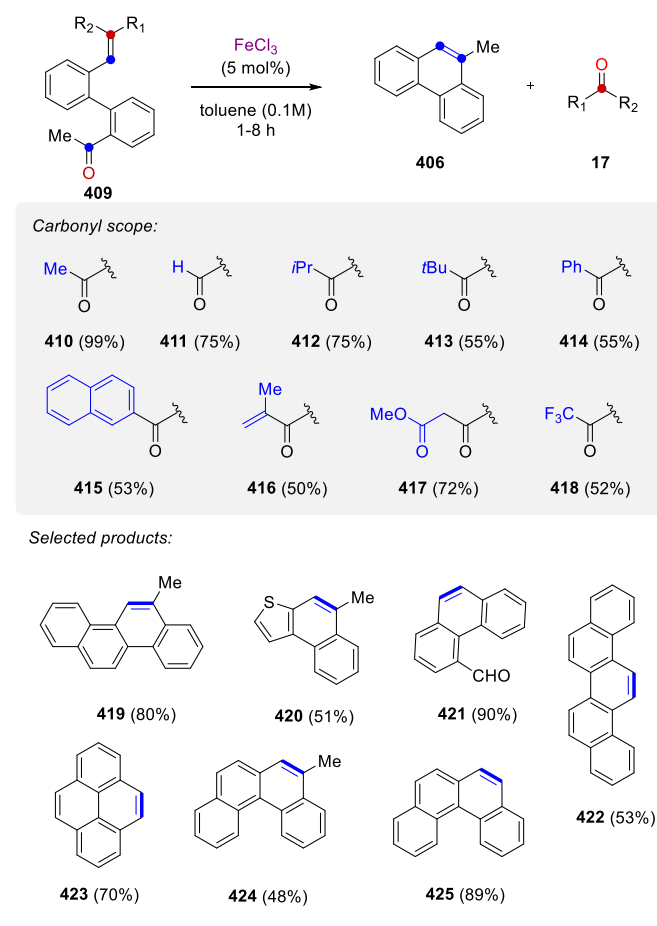 R2 R1
FeCl3
(5 mol%)
toluene (0.1M)
1-8 h
Me
O
409
Me
406
+
O
R1 R2
17
Carbonyl scope:
Me
O
410 (99%)
H
O
411 (75%)
iPr
O
412 (75%)
tBu
O
413 (55%)
Ph
O
414 (55%)
O
415 (53%)
Me
O
416 (50%)
MeO
O O
417 (72%)
F3C
O
418 (52%)
Selected products:
Me
419 (80%)
S
Me
420 (51%)
CHO
421 (90%)
422 (53%)
423 (70%)
Me
424 (48%)
425 (89%)